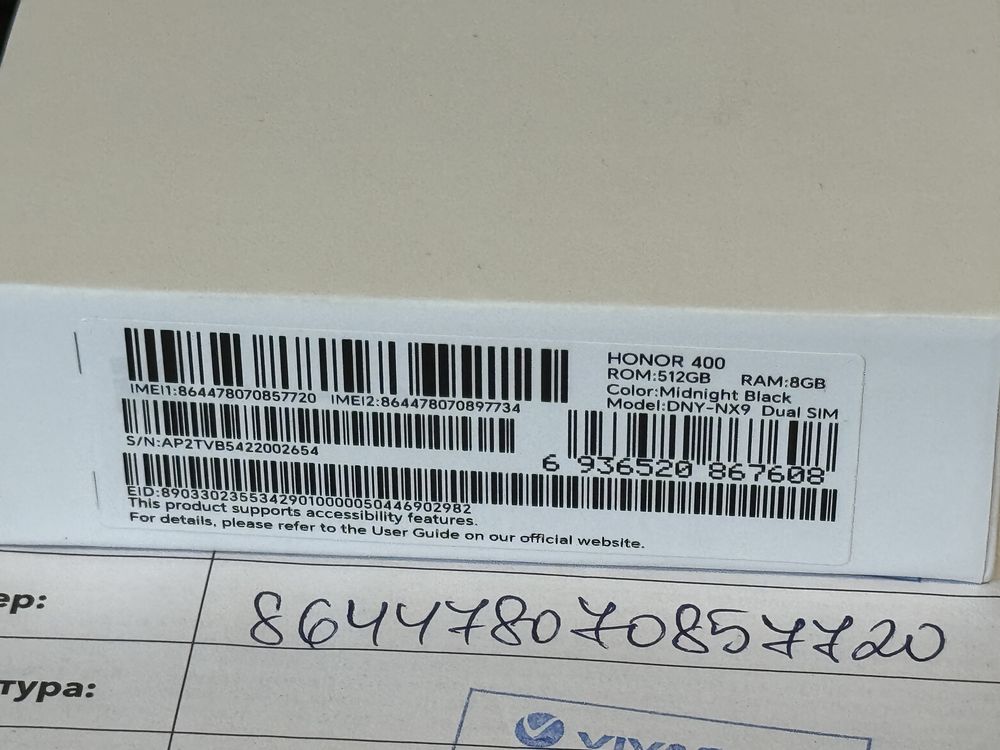 HONOR 400
ROM:512GB RAM:8GB
Color:Midnight Black
Model:DNY-NX9 Dual SIM
IMEI1:864478070857720 IMEI2:864478070897734
S/N:AP2TVB5422002654
6 936520 867608
EID:89033023553429010000050446902982
This product supports accessibility features.
For details, please refer to the User Guide on our official website.
864478070857720